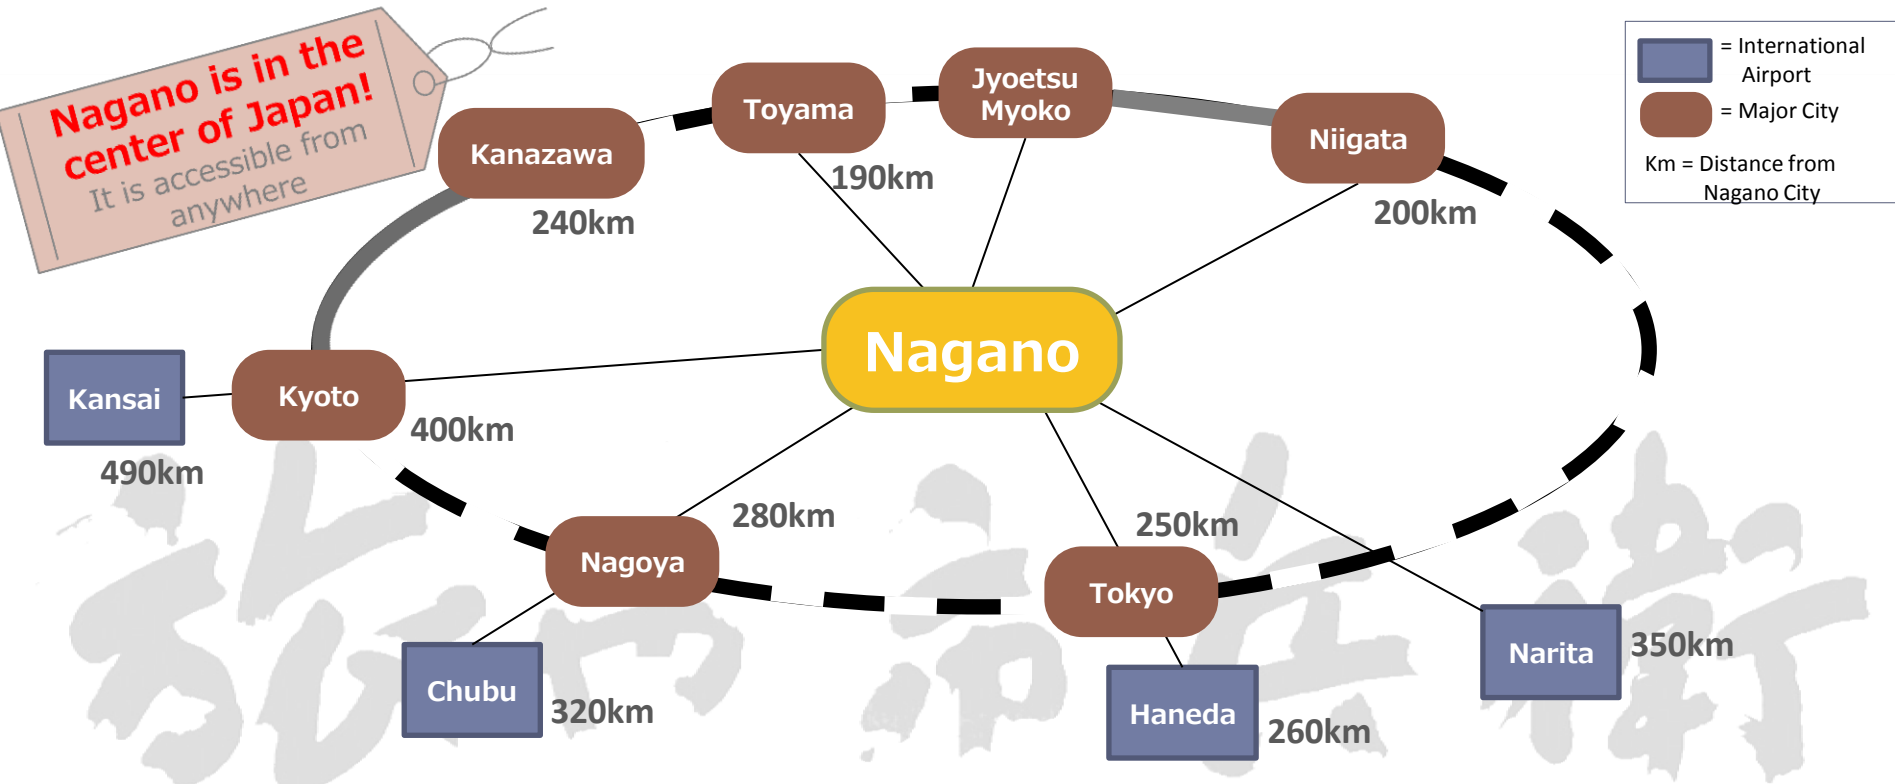 Nagano is in the
center of Japan!
It is accessible from
anywhere
= International
Airport
= Major City
Km = Distance from
Nagano City
Jyoetsu
Myoko
Toyama
190km
Kanazawa
240km
Niigata
200km
Nagano
Kansai
490km
Kyoto
400km
Nagoya
280km
Chubu
320km
250km
Tokyo
Haneda
260km
Narita
350km